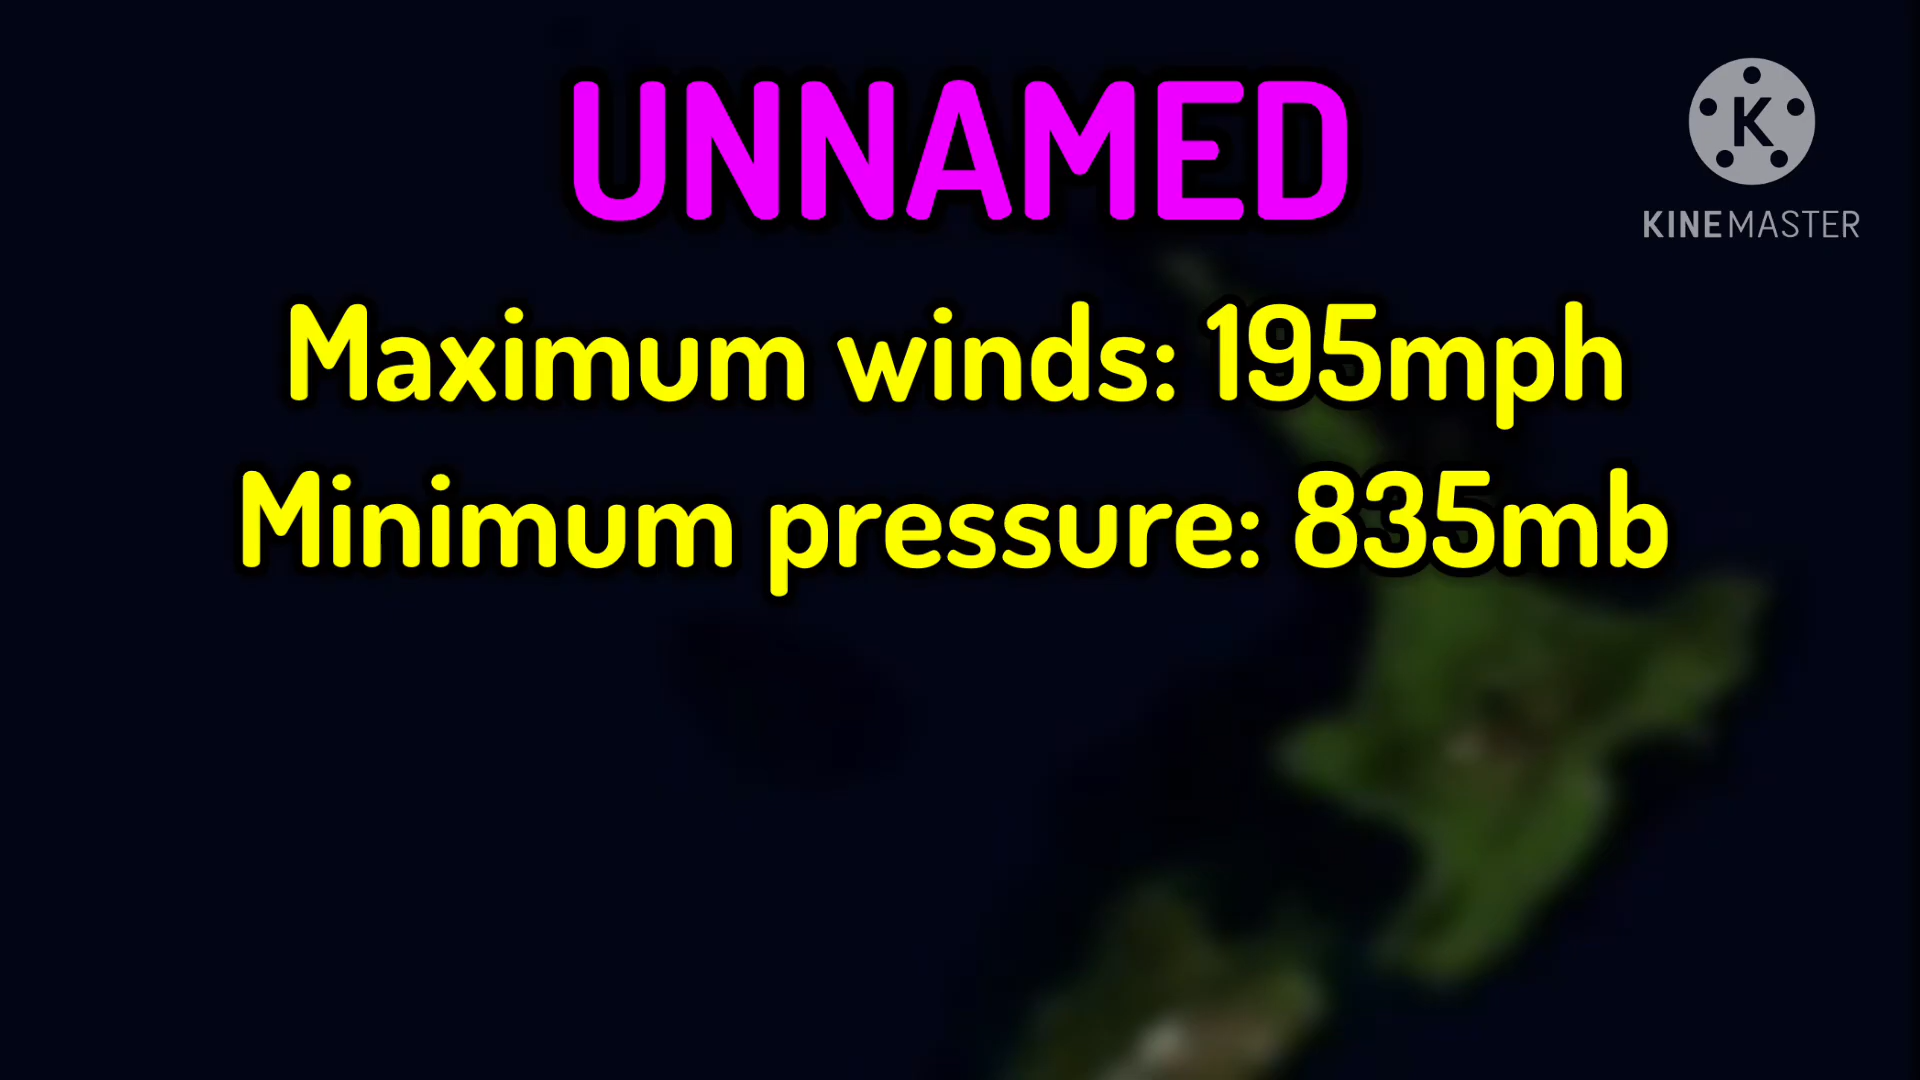 UNNAMED
K
KINEMASTER
Maximum winds: 195mph
Minimum pressure: 835mb